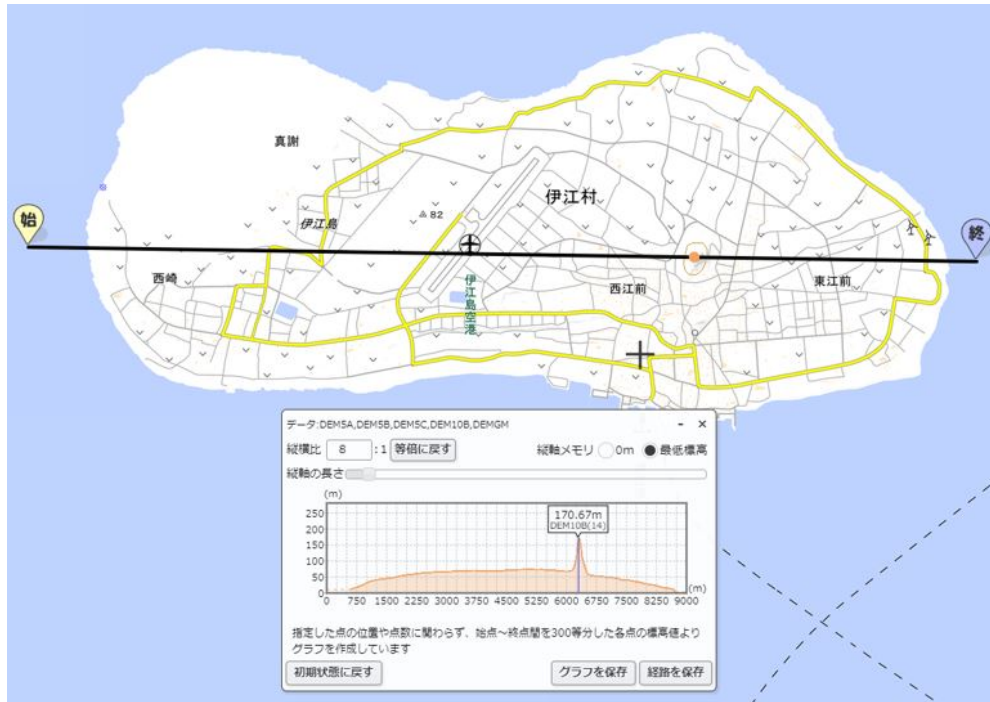 真謝
伊江村
始
伊江島
82
終
西崎
伊江島空港
西江前
東江前
データ:DEM5A,DEM5B,DEM5C,DEM10B,DEMGM - ×
縦横比 8 :1 等倍に戻す 縦軸メモリ 0m 最低標高
縦軸の長さ
(m)
170.67m
DEM10B(14)
250
200
150
100
50
0
(m)
0 750 1500 2250 3000 3750 4500 5250 6000 6750 7500 8250 9000
指定した点の位置や点数に関わらず、始点~終点間を300等分した各点の標高値より
グラフを作成しています
初期状態に戻す グラフを保存 経路を保存